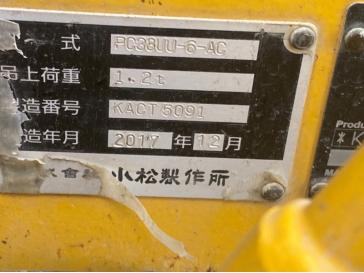 式 PC38UU-6-AC
吊上荷重 1.2t
製造番号 KACT5091
造年月 2017 年 12 月
小松製作所
Produ
*K
M